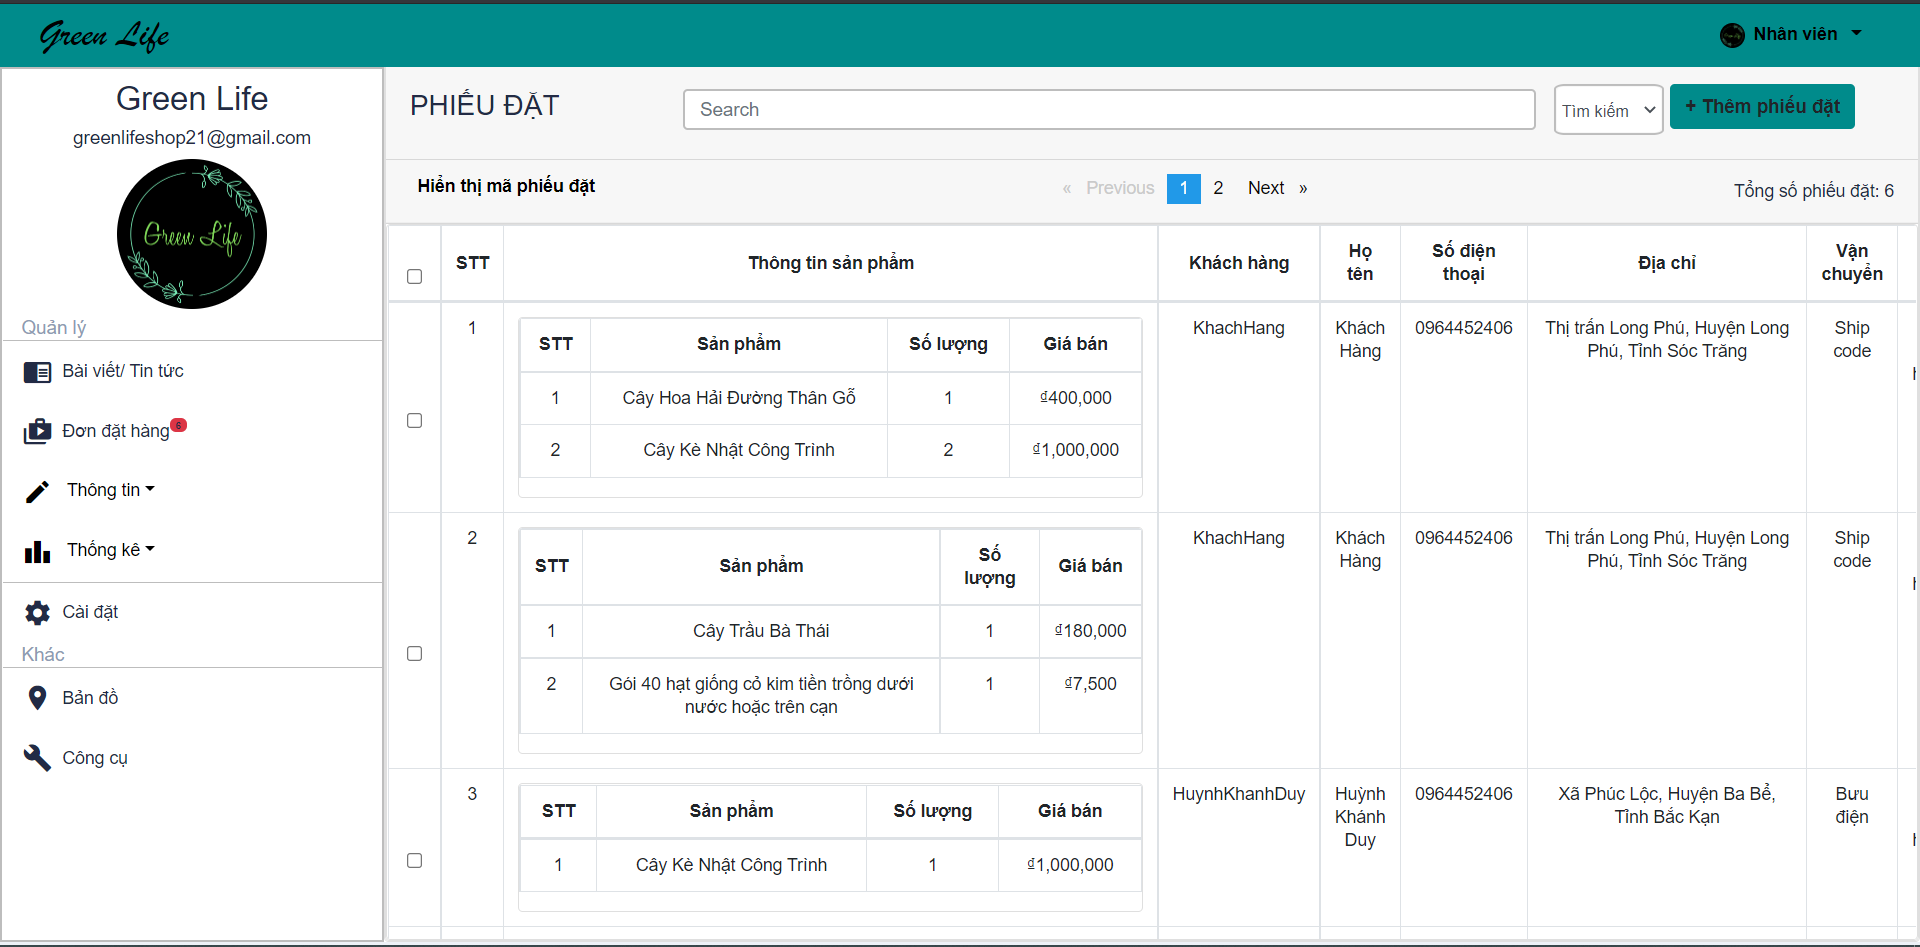 Green Life
Nhân viên
Green Life
greenlifeshop21@gmail.com
Green Life
Quản lý
Bài viết/ Tin tức
Đơn đặt hàng 6
Thông tin
Thống kê
Cài đặt
Khác
Bản đồ
Công cụ
PHIẾU ĐẶT
Search
Tìm kiếm
+ Thêm phiếu đặt
Hiển thị mã phiếu đặt
« Previous 1 2 Next »
Tổng số phiếu đặt: 6
STT
Thông tin sản phẩm
Khách hàng
Họ
tên
Số điện
thoại
Địa chỉ
Vận
chuyển
1
STT Sản phẩm Số lượng Giá bán
1 Cây Hoa Hải Đường Thân Gỗ 1 ₫400,000
2 Cây Kè Nhật Công Trình 2 ₫1,000,000
KhachHang
Khách
Hàng
0964452406
Thị trấn Long Phú, Huyện Long
Phú, Tỉnh Sóc Trăng
Ship
code
2
STT Sản phẩm
Số
lượng
Giá bán
1 Cây Trầu Bà Thái 1 ₫180,000
2 Gói 40 hạt giống cỏ kim tiền trồng dưới
nước hoặc trên cạn
1 ₫7,500
KhachHang
Khách
Hàng
0964452406
Thị trấn Long Phú, Huyện Long
Phú, Tỉnh Sóc Trăng
Ship
code
3
STT Sản phẩm Số lượng Giá bán
1 Cây Kè Nhật Công Trình 1 ₫1,000,000
HuynhKhanhDuy
Huỳnh
Khánh
Duy
0964452406
Xã Phúc Lộc, Huyện Ba Bể,
Tỉnh Bắc Kạn
Bưu
điện